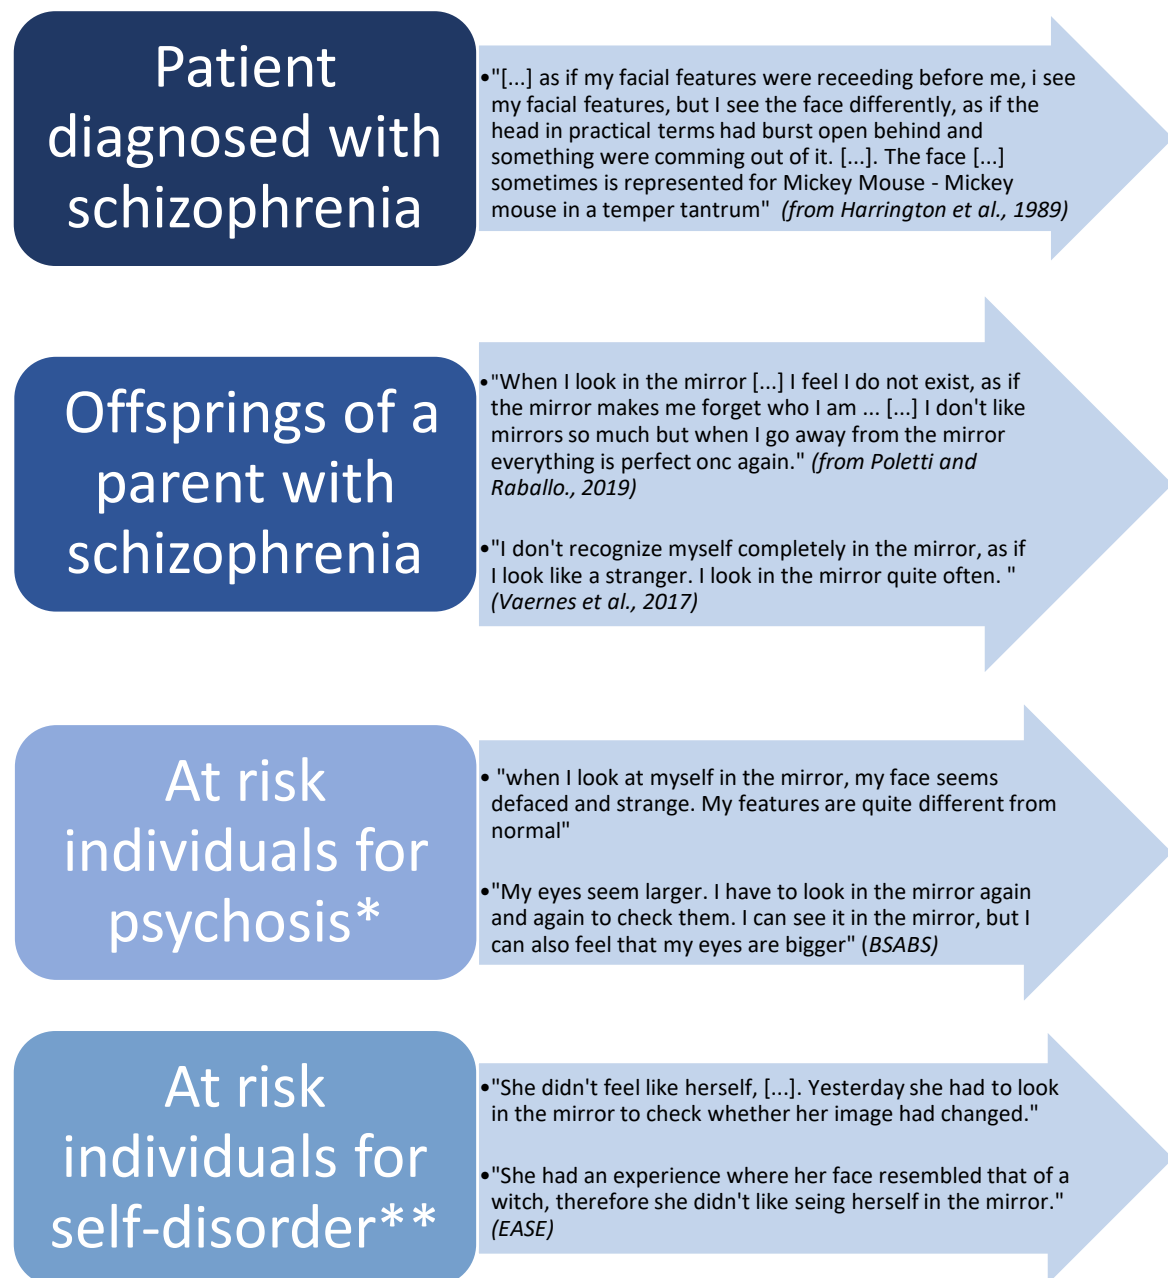 Patient
diagnosed with
schizophrenia
•"[...] as if my facial features were receeding before me, i see
my facial features, but I see the face differently, as if the
head in practical terms had burst open behind and
something were comming out of it. [...]. The face [...]
sometimes is represented for Mickey Mouse - Mickey
mouse in a temper tantrum" (from Harrington et al., 1989)
Offsprings of a
parent with
schizophrenia
•"When I look in the mirror [...] I feel I do not exist, as if
the mirror makes me forget who I am ... [...] I don't like
mirrors so much but when I go away from the mirror
everything is perfect onc again." (from Poletti and
Raballo., 2019)
•"I don't recognize myself completely in the mirror, as if
I look like a stranger. I look in the mirror quite often. "
(Vaernes et al., 2017)
At risk
individuals for
psychosis*
• "when I look at myself in the mirror, my face seems
defaced and strange. My features are quite different from
normal"
•"My eyes seem larger. I have to look in the mirror again
and again to check them. I can see it in the mirror, but I
can also feel that my eyes are bigger" (BSABS)
At risk
individuals for
self-disorder**
•"She didn't feel like herself, [...]. Yesterday she had to look
in the mirror to check whether her image had changed."
•"She had an experience where her face resembled that of a
witch, therefore she didn't like seing herself in the mirror."
(EASE)